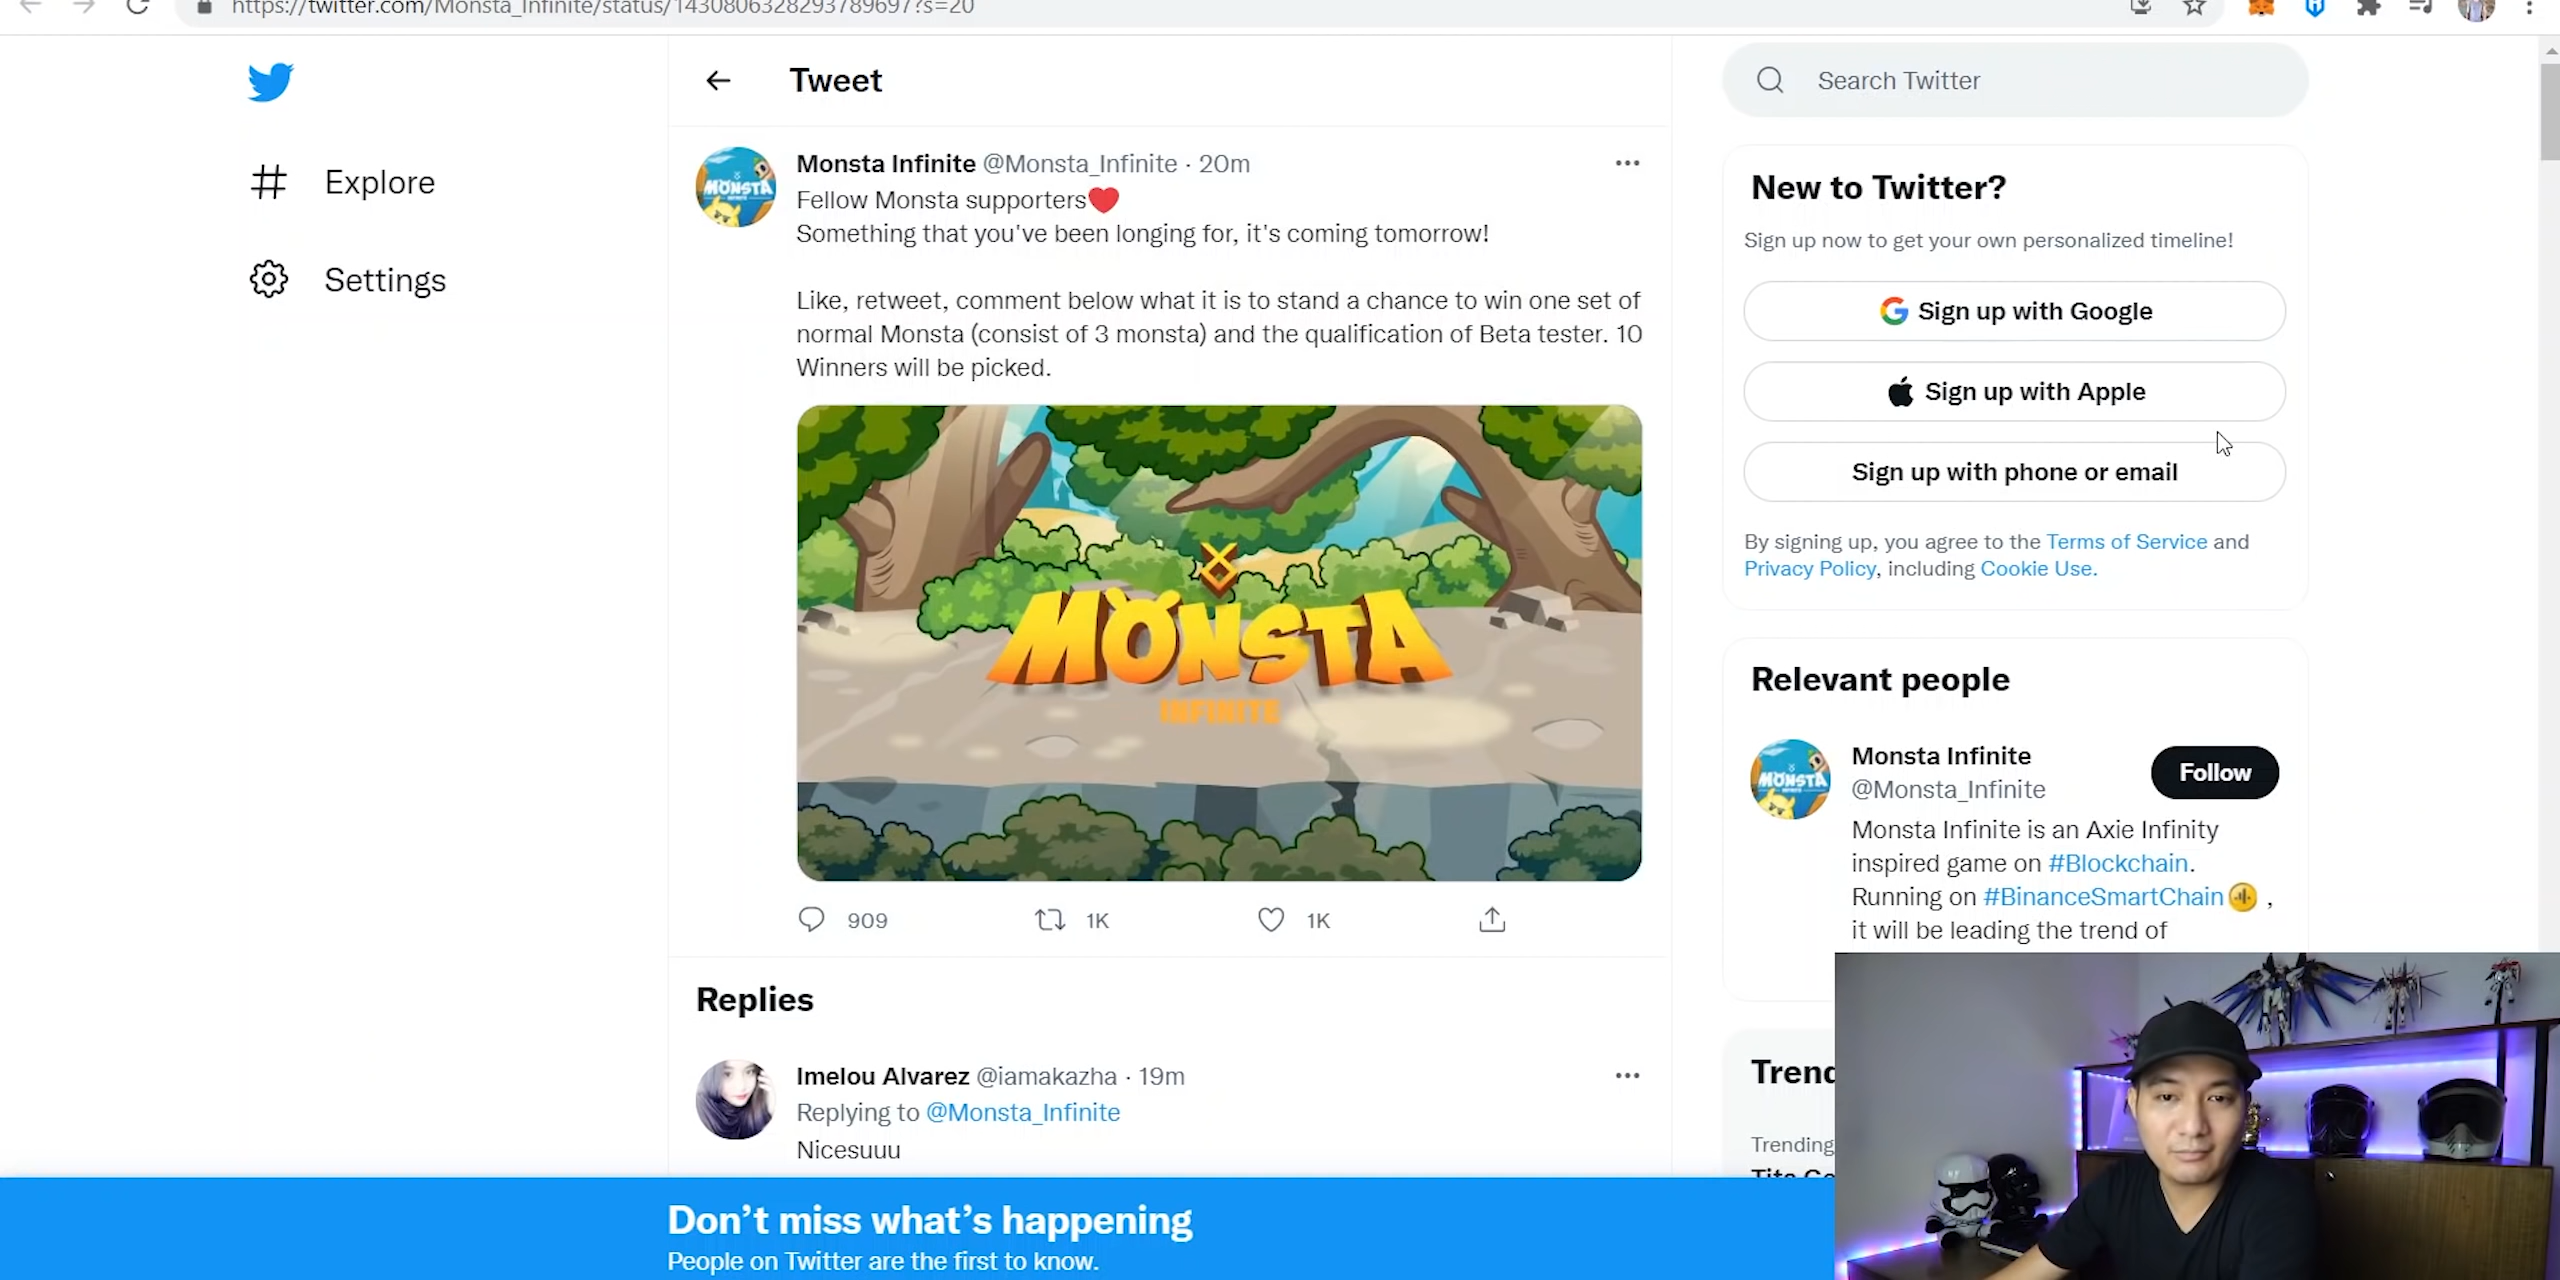 https://twitter.com/Monsta_Infinite/status/1430806328293789697?s=20
Tweet
Search Twitter
Explore
Settings
Monsta Infinite @Monsta_Infinite · 20m
Fellow Monsta supporters❤️
Something that you've been longing for, it's coming tomorrow!
Like, retweet, comment below what it is to stand a chance to win one set of
normal Monsta (consist of 3 monsta) and the qualification of Beta tester. 10
Winners will be picked.
MONSTA
INFINITE
909
1K
1K
Replies
Imelou Alvarez @iamakazha · 19m
Replying to @Monsta_Infinite
Nicesuuu
New to Twitter?
Sign up now to get your own personalized timeline!
Sign up with Google
Sign up with Apple
Sign up with phone or email
By signing up, you agree to the Terms of Service and
Privacy Policy, including Cookie Use.
Relevant people
Monsta Infinite
@Monsta_Infinite
Follow
Monsta Infinite is an Axie Infinity
inspired game on #Blockchain.
Running on #BinanceSmartChain ,
it will be leading the trend of
Trending
Don't miss what's happening
People on Twitter are the first to know.